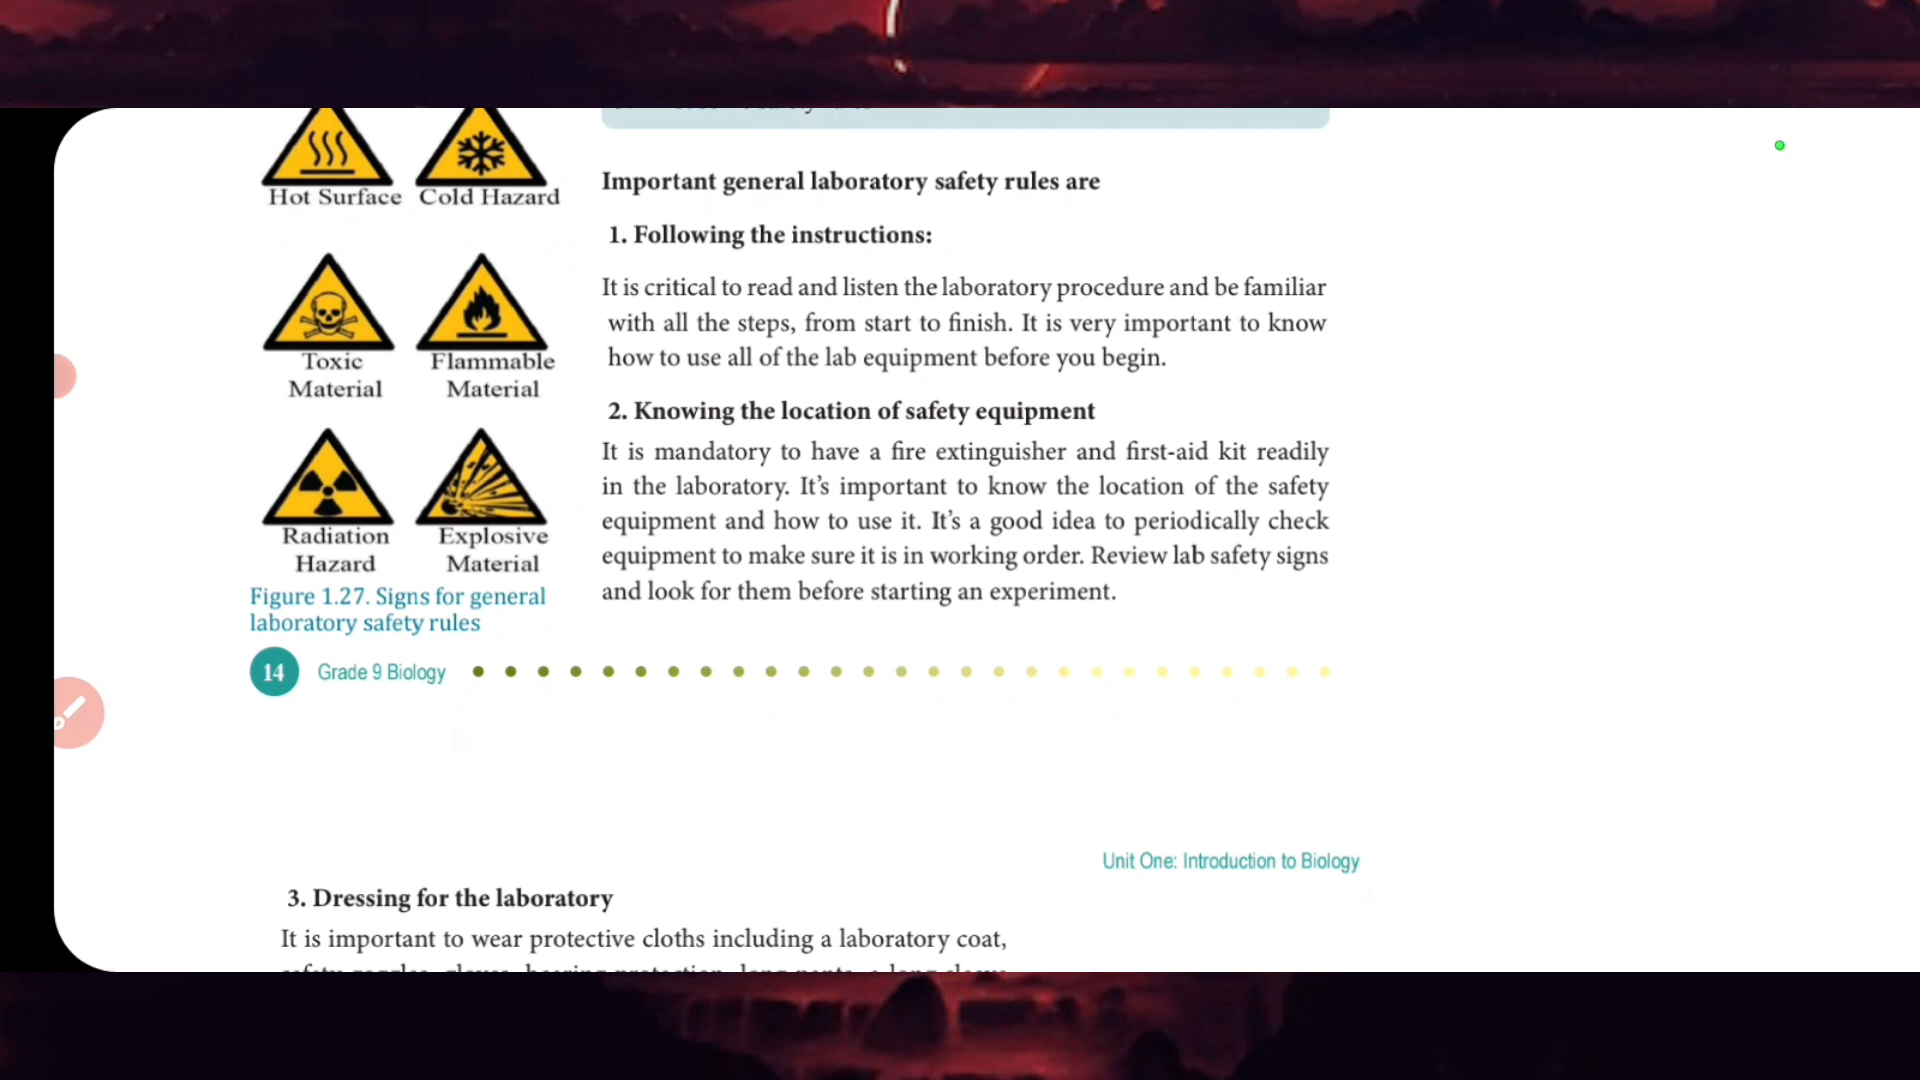 Hot Surface Cold Hazard
Toxic Material
Flammable Material
Radiation Hazard
Explosive Material
Figure 1.27. Signs for general
laboratory safety rules
Important general laboratory safety rules are
1. Following the instructions:
It is critical to read and listen the laboratory procedure and be familiar
with all the steps, from start to finish. It is very important to know
how to use all of the lab equipment before you begin.
2. Knowing the location of safety equipment
It is mandatory to have a fire extinguisher and first-aid kit readily
in the laboratory. It's important to know the location of the safety
equipment and how to use it. It's a good idea to periodically check
equipment to make sure it is in working order. Review lab safety signs
and look for them before starting an experiment.
14 Grade 9 Biology
Unit One: Introduction to Biology
3. Dressing for the laboratory
It is important to wear protective cloths including a laboratory coat,